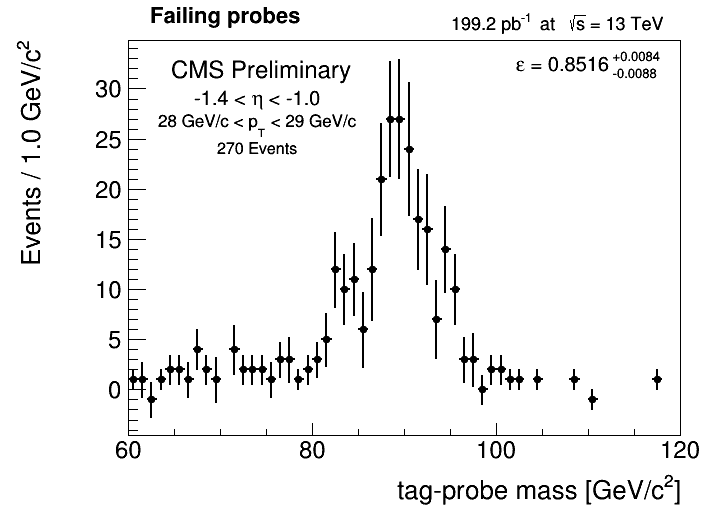 Failing probes
199.2 pb⁻¹ at √s = 13 TeV
CMS Preliminary
-1.4 < η < -1.0
28 GeV/c < p_T < 29 GeV/c
270 Events
ε = 0.8516 +0.0084 -0.0088
Events / 1.0 GeV/c²
30
25
20
15
10
5
0
60 80 100 120
tag-probe mass [GeV/c²]